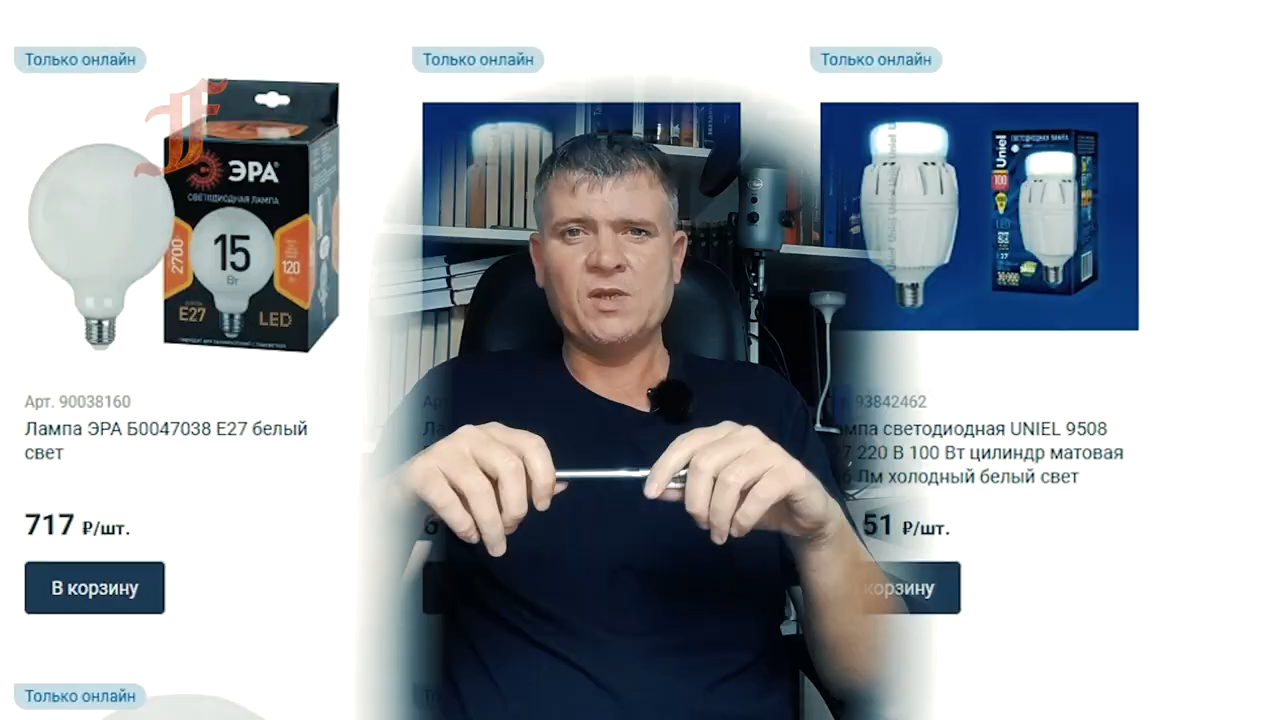 Только онлайн
Только онлайн
Только онлайн
ЭРА
СВЕТОДИОДНАЯ ЛАМПА
2700
15
Вт
120
E27
LED
Uniel
100
LED
E27
Арт. 90038160
Лампа ЭРА Б0047038 E27 белый
свет
717 ₽/шт.
В корзину
93842462
светодиодная UNIEL 9508
220 В 100 Вт цилиндр матовая
Лм холодный белый свет
51 ₽/шт.
корзину
Только онлайн